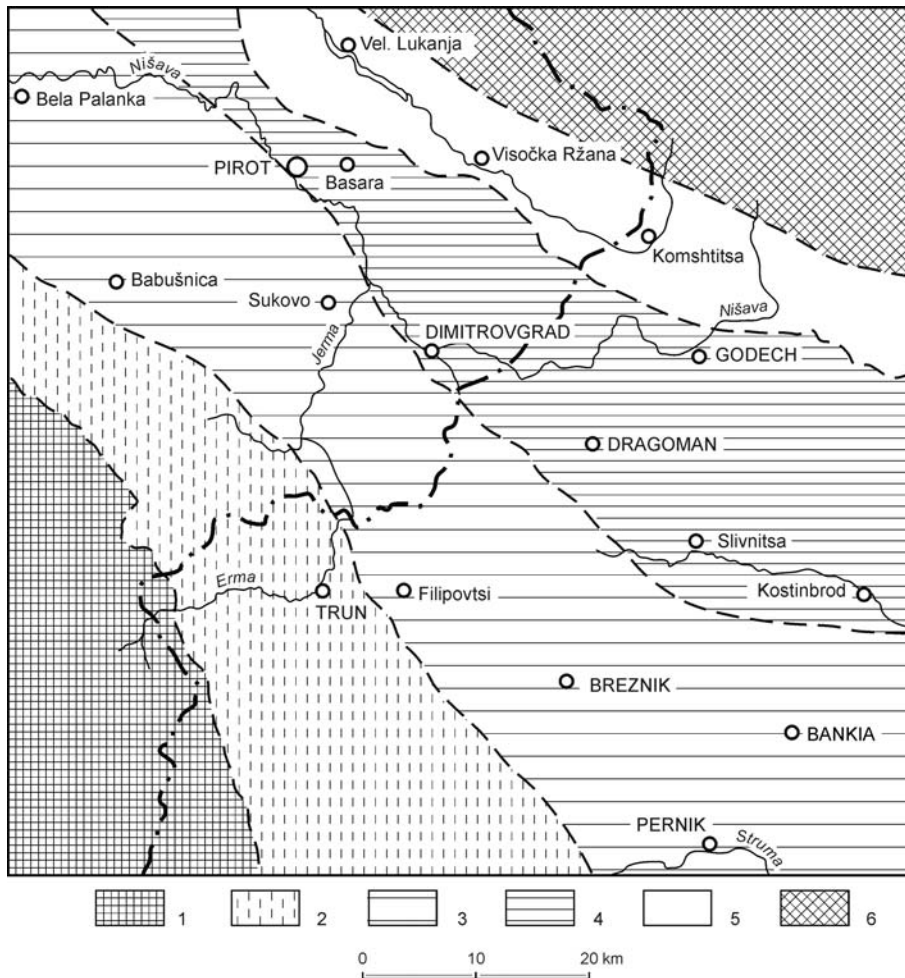 Vel. Lukanja
Nišava
Bela Palanka
Visočka Ržana
PIROT
Basara
Komshtitsa
Babušnica
Sukovo
Nišava
DIMITROVGRAD
Jerma
GODECH
DRAGOMAN
Slivnitsa
Erma
Kostinbrod
TRUN
Filipovtsi
BREZNIK
BANKIA
PERNIK
Struma
1 2 3 4 5 6
0 10 20 km